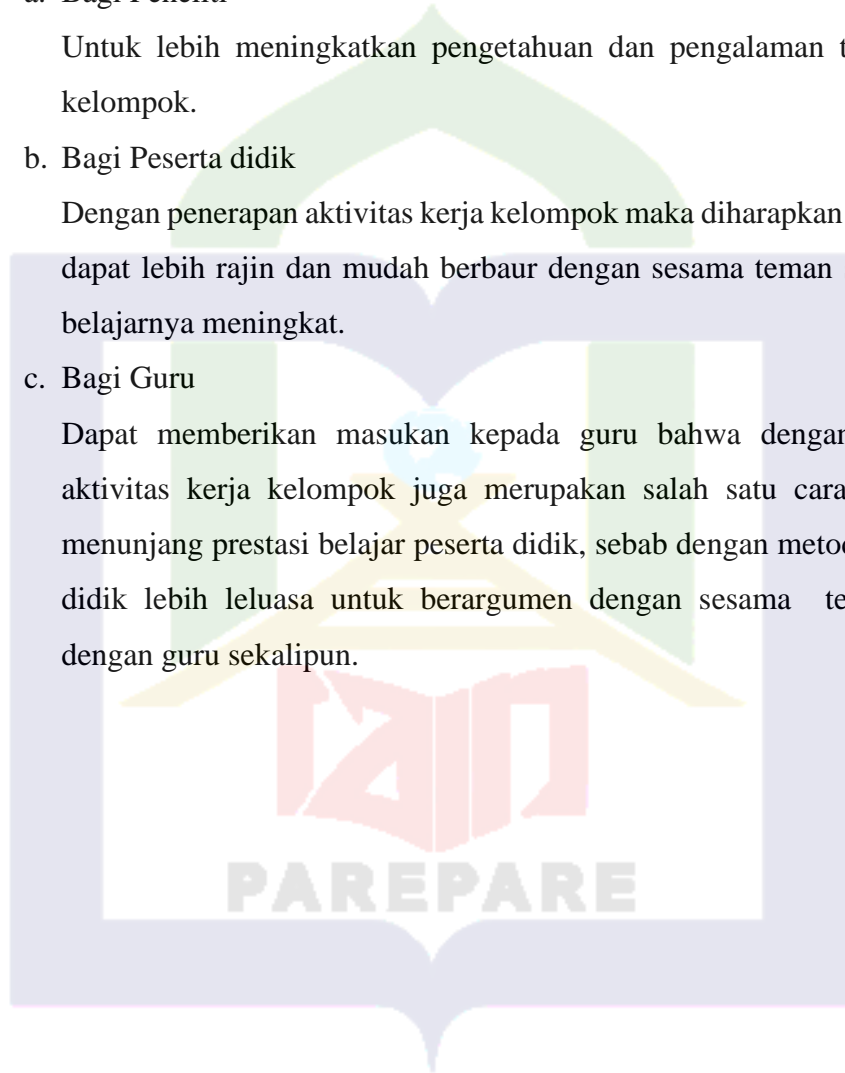 a. Bagi Peneliti
Untuk lebih meningkatkan pengetahuan dan pengalaman
kelompok.
b. Bagi Peserta didik
Dengan penerapan aktivitas kerja kelompok maka diharapkan
dapat lebih rajin dan mudah berbaur dengan sesama teman
belajarnya meningkat.
c. Bagi Guru
Dapat memberikan masukan kepada guru bahwa dengan
aktivitas kerja kelompok juga merupakan salah satu cara
menunjang prestasi belajar peserta didik, sebab dengan
didik lebih leluasa untuk berargumen dengan sesama
dengan guru sekalipun.
PAREPARE